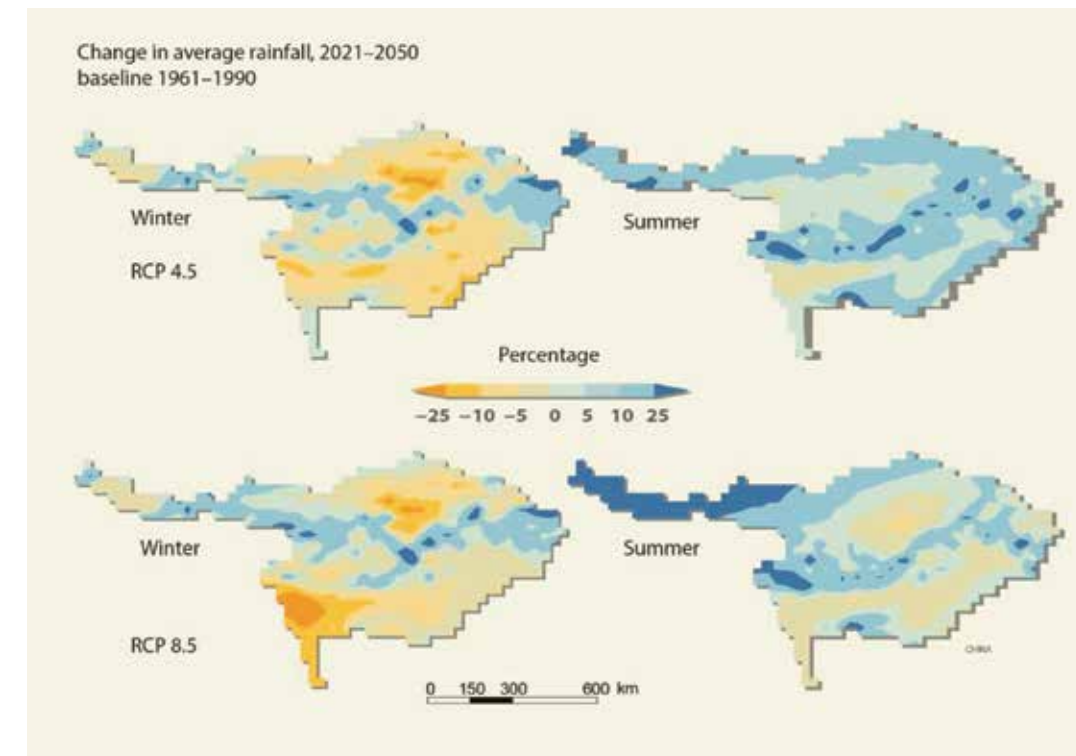 Change in average rainfall, 2021–2050
baseline 1961–1990
Winter
Summer
RCP 4.5
Percentage
−25 −10 −5 0 5 10 25
Winter
Summer
RCP 8.5
CHINA
0 150 300 600 km